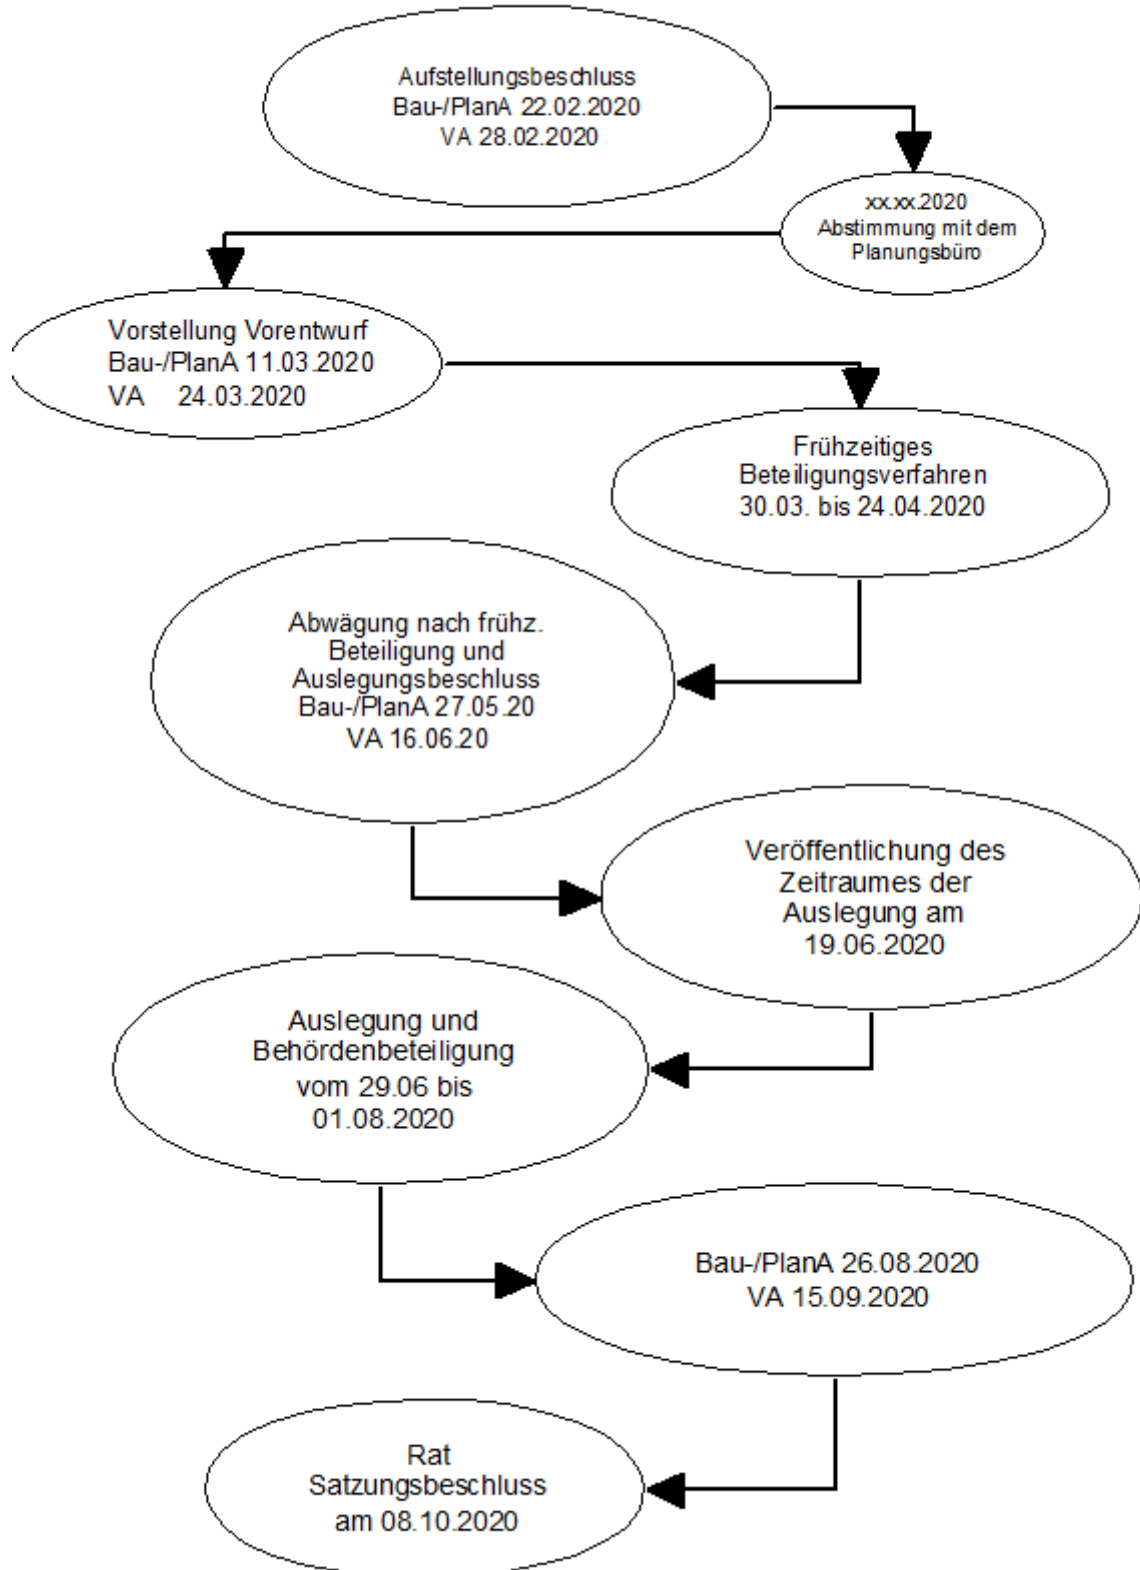 Aufstellungsbeschluss
Bau-/PlanA 22.02.2020
VA 28.02.2020
xx.xx.2020
Abstimmung mit dem
Planungsbüro
Vorstellung Vorentwurf
Bau-/PlanA 11.03.2020
VA 24.03.2020
Frühzeitiges
Beteiligungsverfahren
30.03. bis 24.04.2020
Abwägung nach frühz.
Beteiligung und
Auslegungsbeschluss
Bau-/PlanA 27.05.20
VA 16.06.20
Veröffentlichung des
Zeitraumes der
Auslegung am
19.06.2020
Auslegung und
Behördenbeteiligung
vom 29.06 bis
01.08.2020
Bau-/PlanA 26.08.2020
VA 15.09.2020
Rat
Satzungsbeschluss
am 08.10.2020